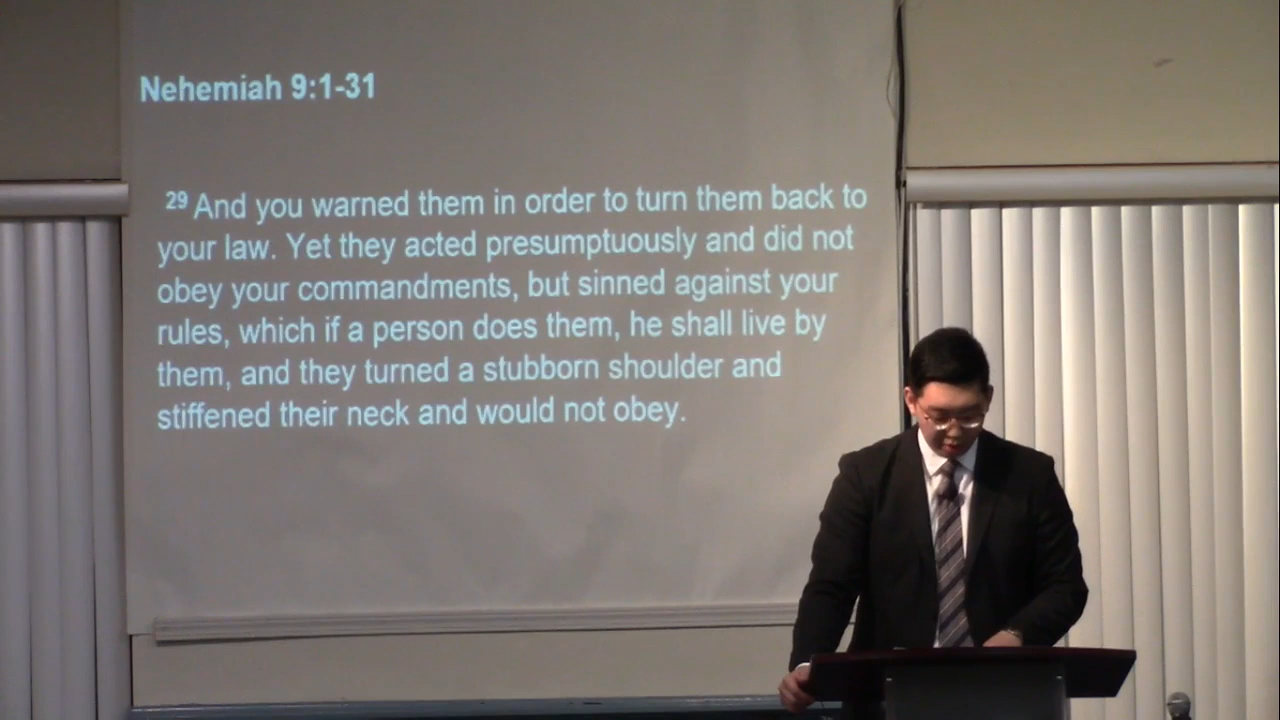 Nehemiah 9:1-31
29 And you warned them in order to turn them back to
your law. Yet they acted presumptuously and did not
obey your commandments, but sinned against your
rules, which if a person does them, he shall live by
them, and they turned a stubborn shoulder and
stiffened their neck and would not obey.